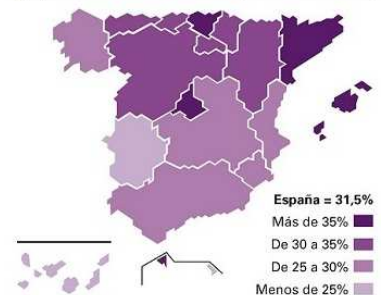 España = 31,5%
Más de 35%
De 30 a 35%
De 25 a 30%
Menos de 25%